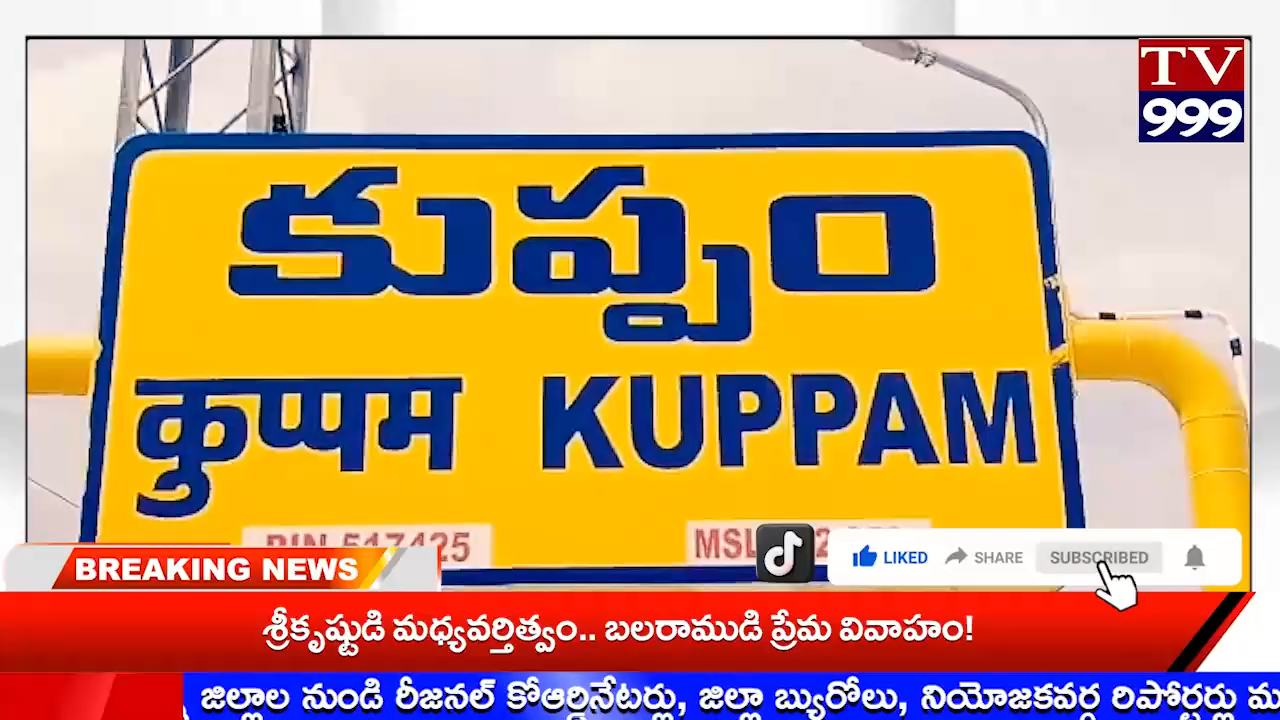 TV
999
కుప్పం
कुप्पम KUPPAM
PIN 517425
MSL
LIKED SHARE SUBSCRIBED
BREAKING NEWS
శ్రీకృష్ణుడి మధ్యవర్తిత్వం.. బలరాముడి ప్రేమ వివాహం!
జిల్లాల నుండి రీజనల్ కోఆర్డినేటర్లు, జిల్లా బ్యురోలు, నియోజకవర్గ రిపోర్టర్లు